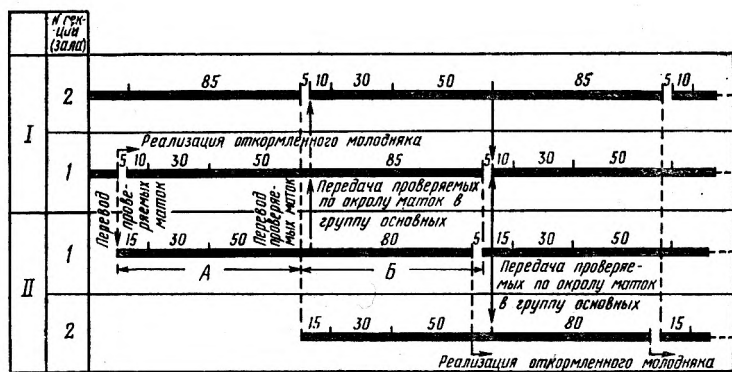 N сек-
ции
(зала)
I
2
85
5
10
30
50
85
5
10
Реализация откормленного молодняка
1
5
10
30
50
85
5
10
30
50
Перевод
прове-
ряемых
маток
Перевод
проверяе-
мых маток
Передача проверяемых
по окролу маток в
группу основных
II
1
15
30
50
80
5
15
30
50
А
Б
Передача проверяе-
мых по окролу маток
в группу основных
2
15
30
50
80
15
Реализация откормленного молодняка